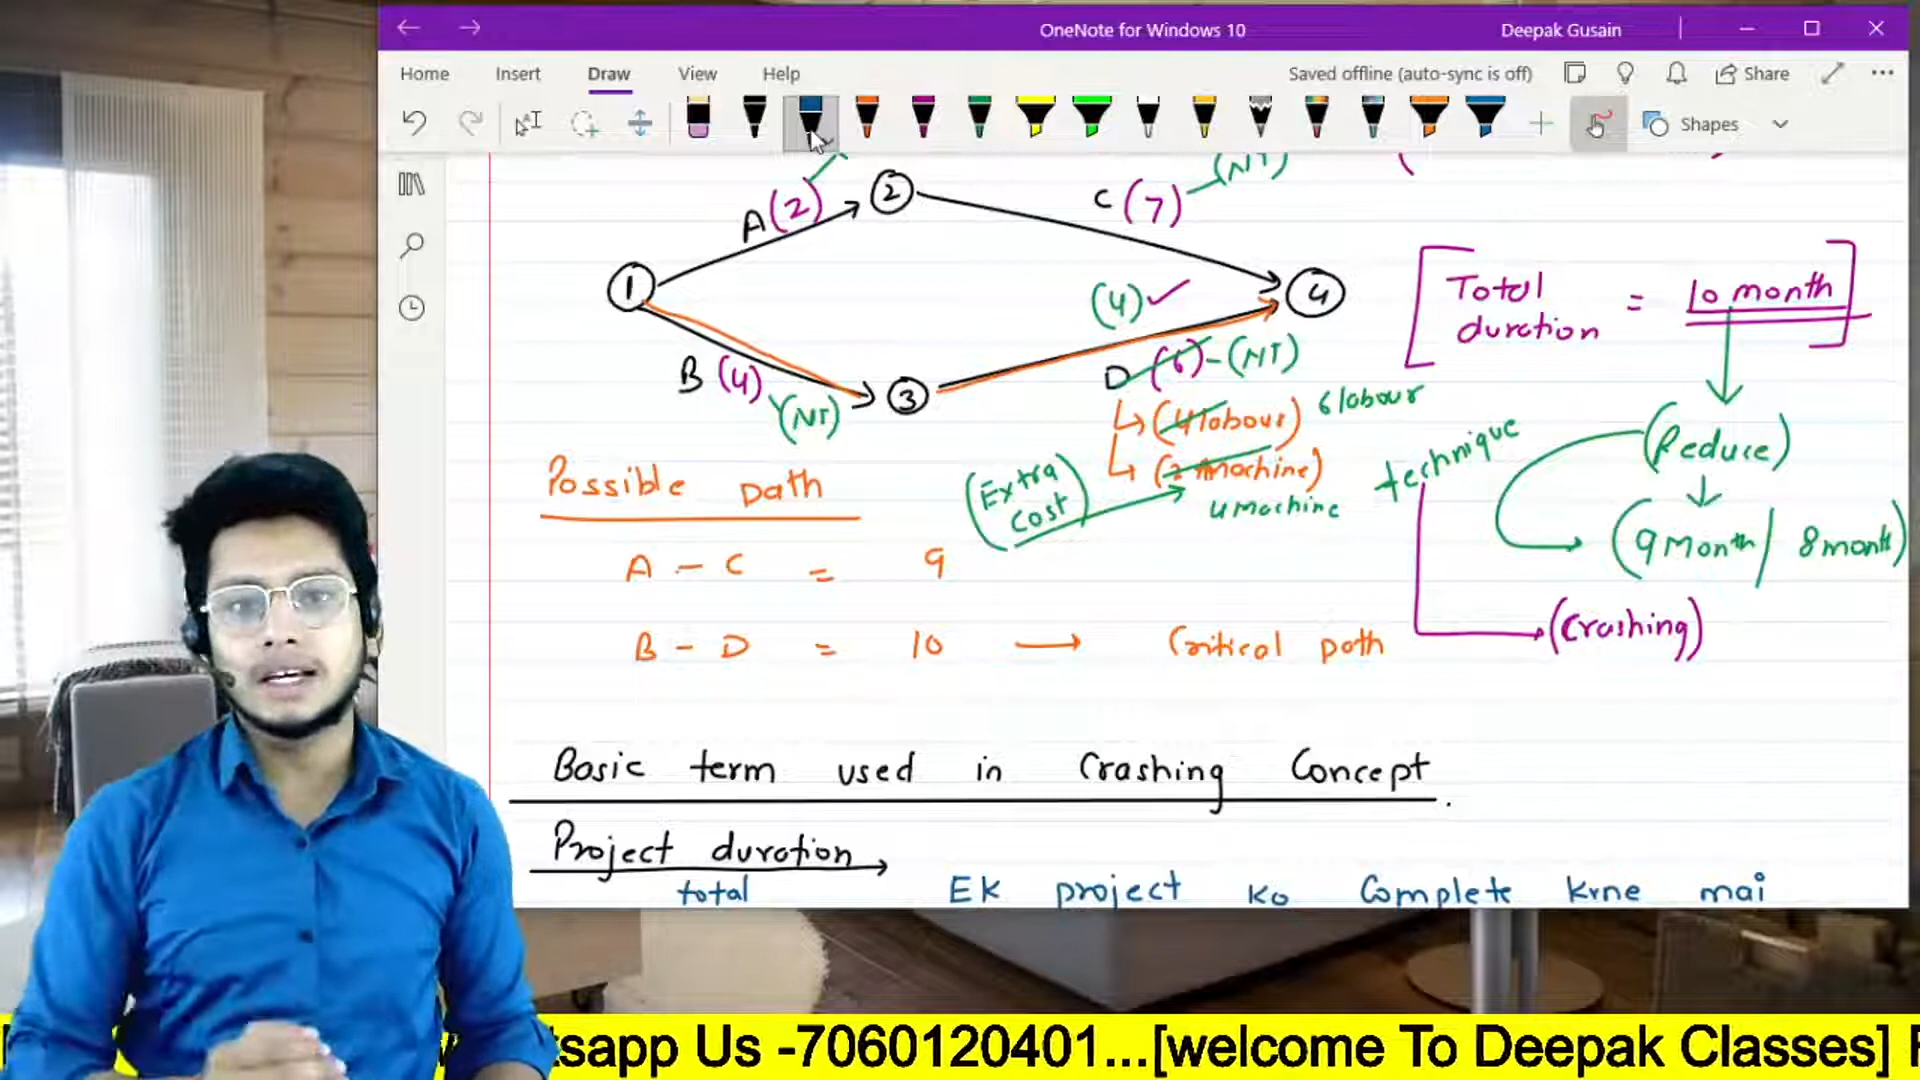 OneNote for Windows 10
Deepak Gusain
Home Insert Draw View Help
Saved offline (auto-sync is off)
Share
Shapes
A (2)
2
C (7)
(NT)
1
4
(4)
B (4)
(NT)
3
D (6) - (NT)
(4 labour) 6 labour
(2 machine)
4 machine
(Extra
cost)
Total
duration = 10 month
(Reduce)
technique
(9 Month / 8 month)
(Crashing)
Possible path
A - C = 9
B - D = 10 → Critical path
Basic term used in Crashing Concept.
Project duration →
total Ek project ko Complete krne mai
tsapp Us -7060120401...[welcome To Deepak Classes]